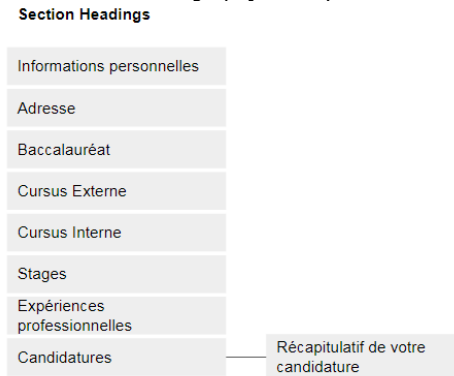 Section Headings
Informations personnelles
Adresse
Baccalauréat
Cursus Externe
Cursus Interne
Stages
Expériences
professionnelles
Candidatures
Récapitulatif de votre
candidature